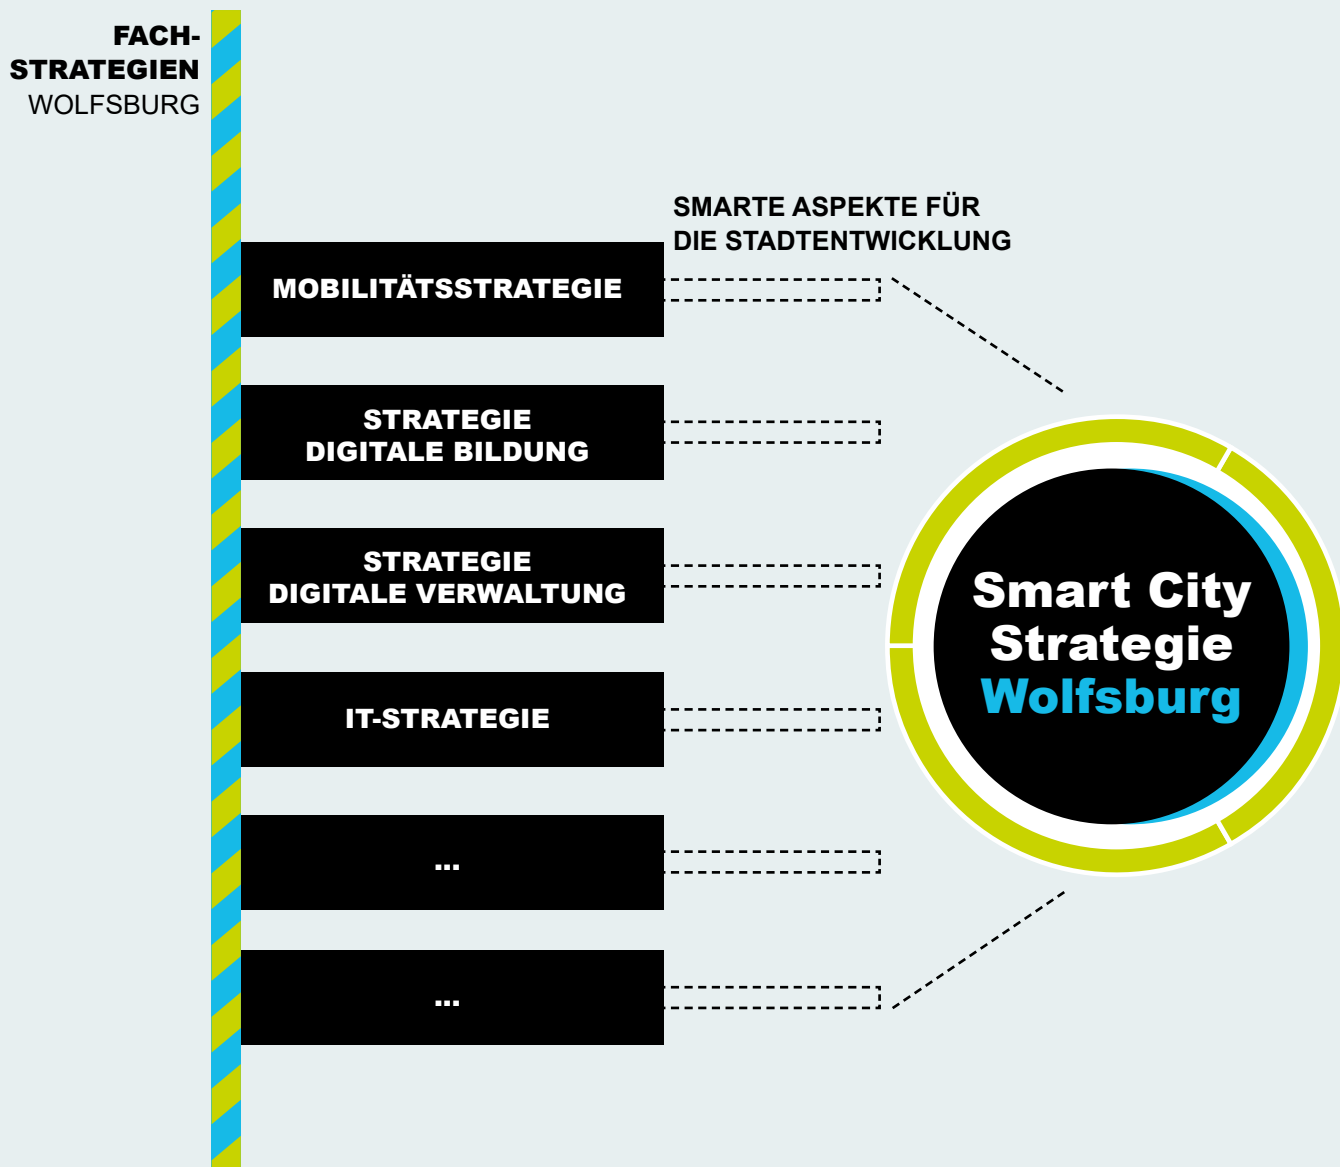 FACH-
STRATEGIEN
WOLFSBURG
SMARTE ASPEKTE FÜR
DIE STADTENTWICKLUNG
MOBILITÄTSSTRATEGIE
STRATEGIE
DIGITALE BILDUNG
STRATEGIE
DIGITALE VERWALTUNG
IT-STRATEGIE
...
...
Smart City
Strategie
Wolfsburg